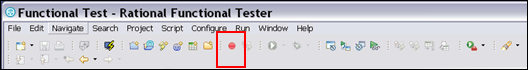 Functional Test - Rational Functional Tester
File Edit Navigate Search Project Script Configure Run Window Help